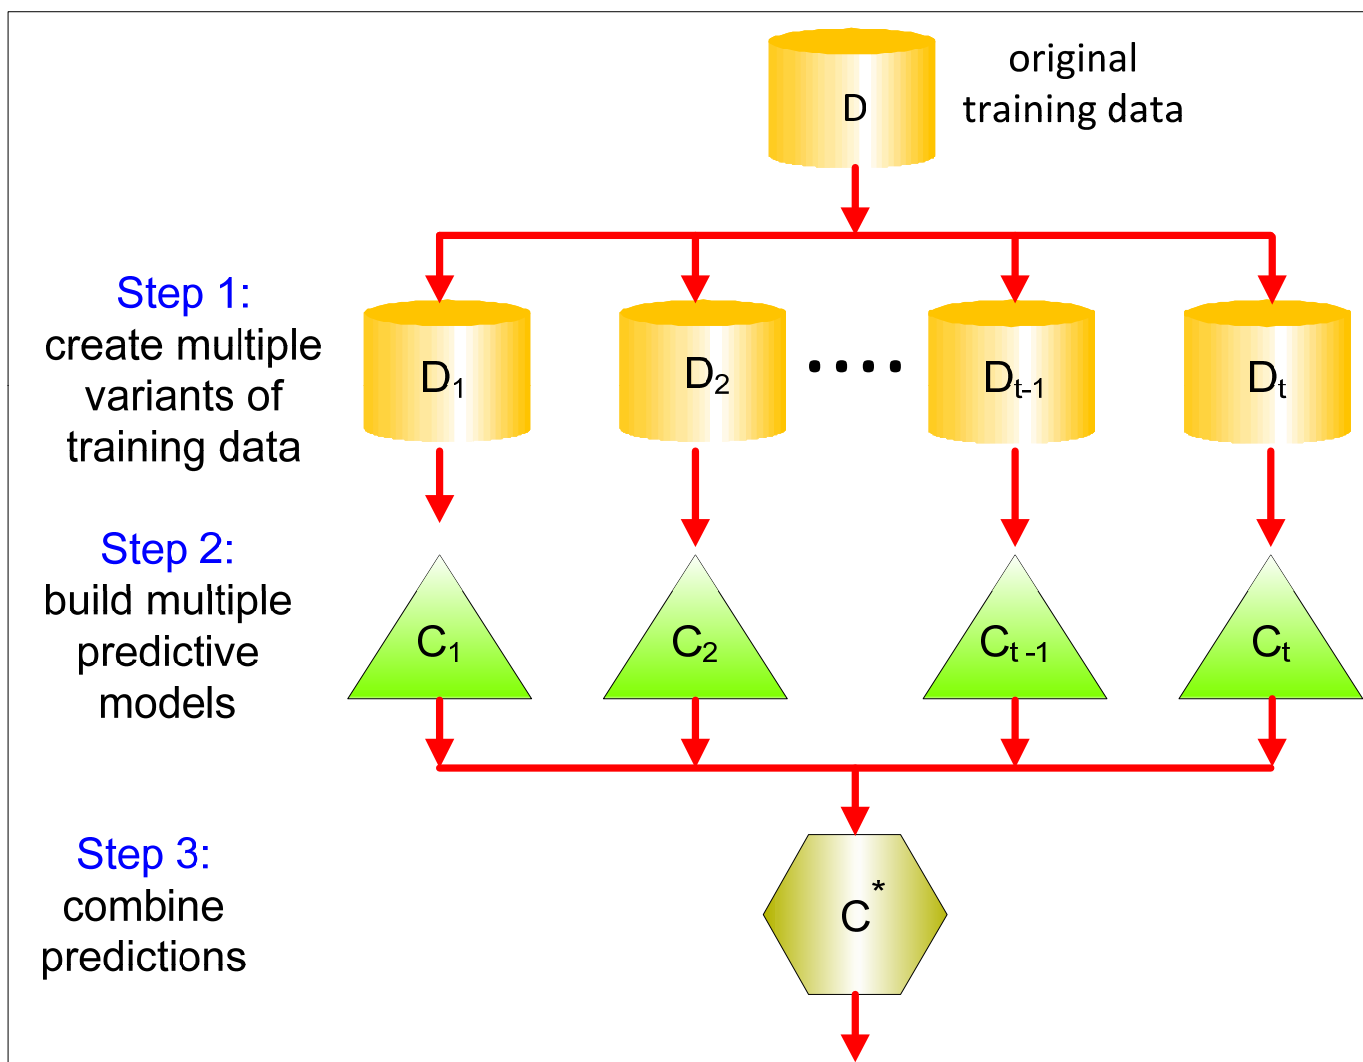 D
original
training data
Step 1:
create multiple
variants of
training data
D1
D2
....
Dt-1
Dt
Step 2:
build multiple
predictive
models
C1
C2
Ct-1
Ct
Step 3:
combine
predictions
C*